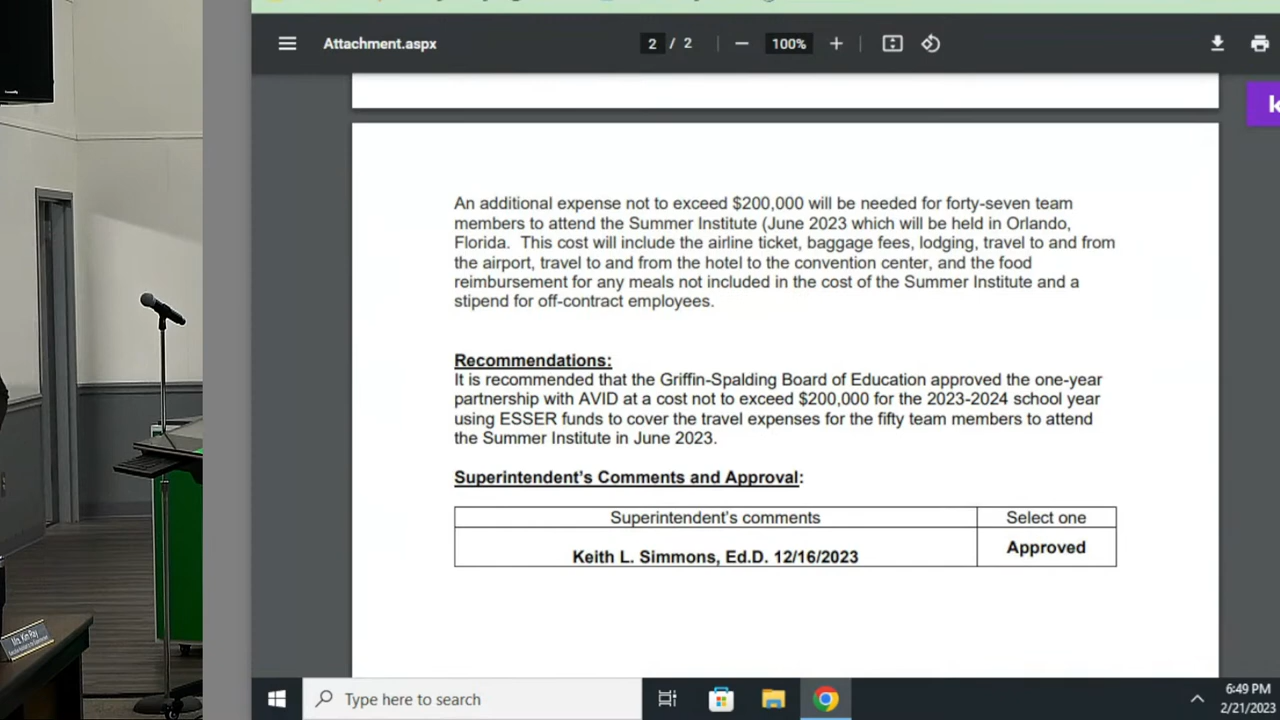 Attachment.aspx
2 / 2
100%
An additional expense not to exceed $200,000 will be needed for forty-seven team
members to attend the Summer Institute (June 2023 which will be held in Orlando,
Florida. This cost will include the airline ticket, baggage fees, lodging, travel to and from
the airport, travel to and from the hotel to the convention center, and the food
reimbursement for any meals not included in the cost of the Summer Institute and a
stipend for off-contract employees.
Recommendations:
It is recommended that the Griffin-Spalding Board of Education approved the one-year
partnership with AVID at a cost not to exceed $200,000 for the 2023-2024 school year
using ESSER funds to cover the travel expenses for the fifty team members to attend
the Summer Institute in June 2023.
Superintendent's Comments and Approval:
Superintendent's comments
Select one
Keith L. Simmons, Ed.D. 12/16/2023
Approved
Mrs. Kim Ray
Type here to search
6:49 PM
2/21/2023